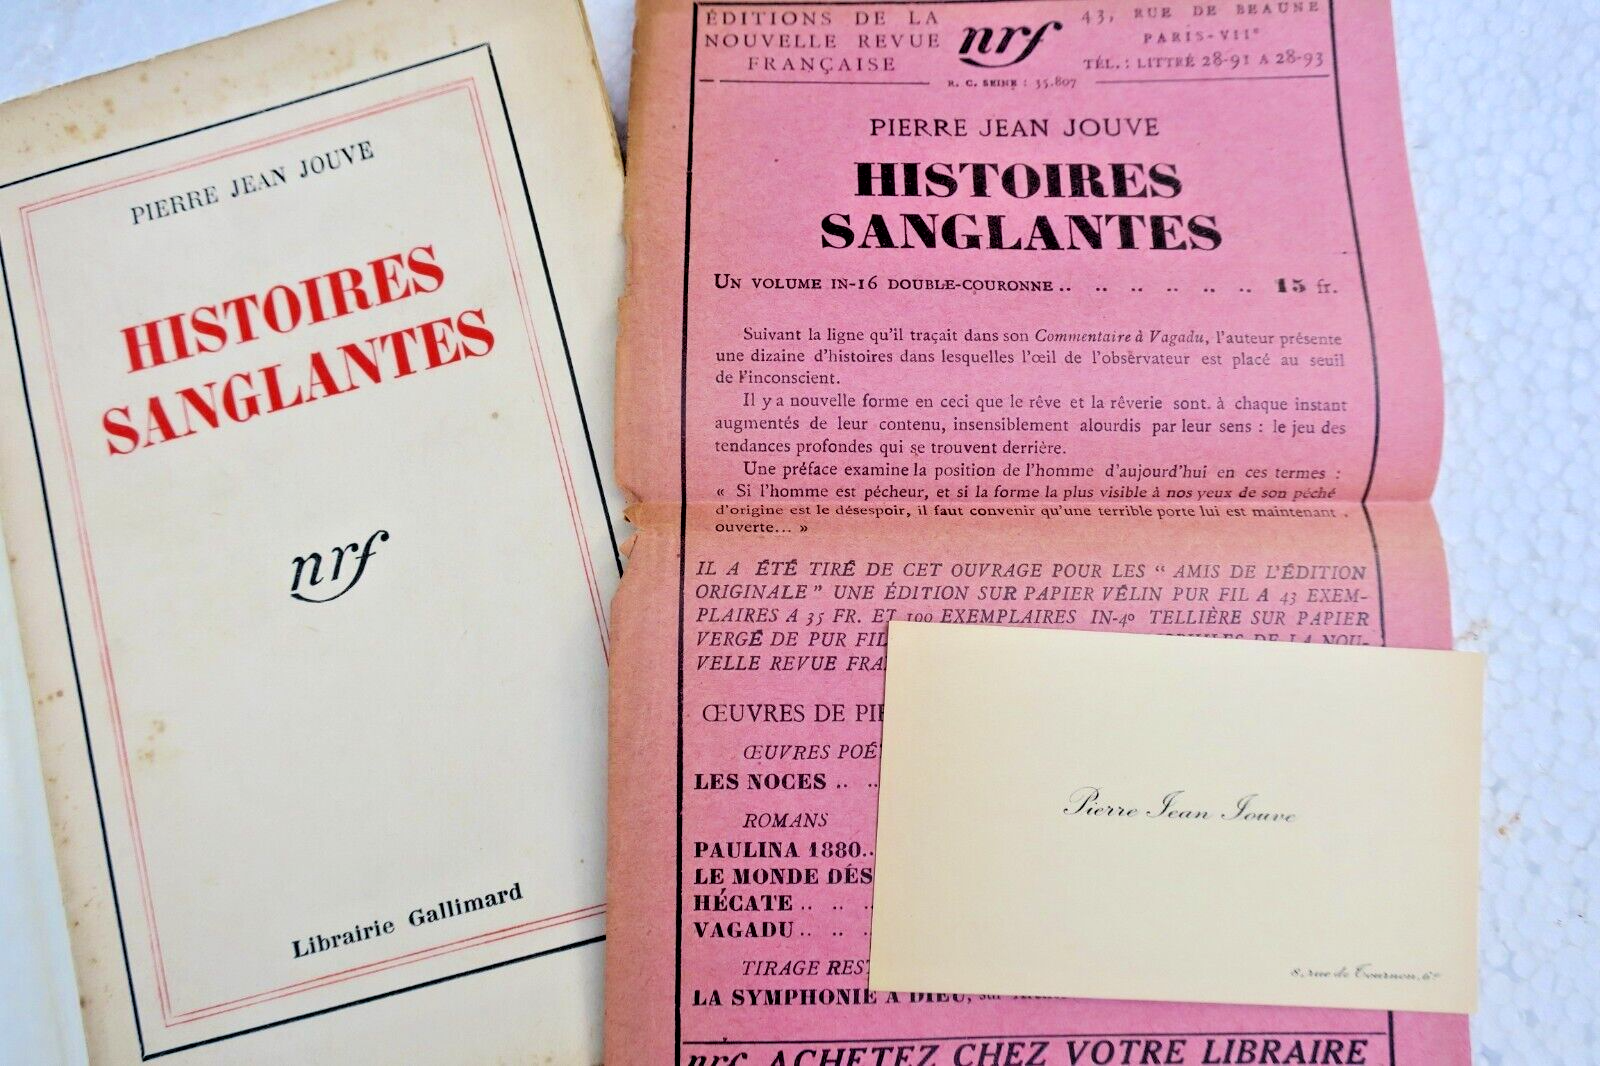 PIERRE JEAN JOUVE
HISTOIRES
SANGLANTES
nrf
Librairie Gallimard
ÉDITIONS DE LA
NOUVELLE REVUE
FRANÇAISE
nrf
43, RUE DE BEAUNE
PARIS-VIIe
TÉL. : LITTRÉ 28-91 A 28-93
R. C. SEINE : 35.807
PIERRE JEAN JOUVE
HISTOIRES
SANGLANTES
UN VOLUME IN-16 DOUBLE-COURONNE .. .. .. .. .. .. 15 fr.
Suivant la ligne qu'il traçait dans son Commentaire à Vagadu, l'auteur présente
une dizaine d'histoires dans lesquelles l'œil de l'observateur est placé au seuil
de l'inconscient.
Il y a nouvelle forme en ceci que le rêve et la rêverie sont à chaque instant
augmentés de leur contenu, insensiblement alourdis par leur sens : le jeu des
tendances profondes qui se trouvent derrière.
Une préface examine la position de l'homme d'aujourd'hui en ces termes :
« Si l'homme est pécheur, et si la forme la plus visible à nos yeux de son péché
d'origine est le désespoir, il faut convenir qu'une terrible porte lui est maintenant
ouverte... »
IL A ÉTÉ TIRÉ DE CET OUVRAGE POUR LES “ AMIS DE L'ÉDITION
ORIGINALE ” UNE ÉDITION SUR PAPIER VÉLIN PUR FIL A 43 EXEM-
PLAIRES A 35 FR. ET 100 EXEMPLAIRES IN-4o TELLIÈRE SUR PAPIER
VERGÉ DE PUR FIL DE LA NOU-
VELLE REVUE FRA
ŒUVRES DE PIE
ŒUVRES POÉ
LES NOCES .. ..
ROMANS
PAULINA 1880..
LE MONDE DÉS
HÉCATE .. .. ..
VAGADU .. .. ..
TIRAGE REST
LA SYMPHONIE A DIEU, sur
nrf ACHETEZ CHEZ VOTRE LIBRAIRE
Pierre Jean Jouve
8, rue de Tournon, 6e